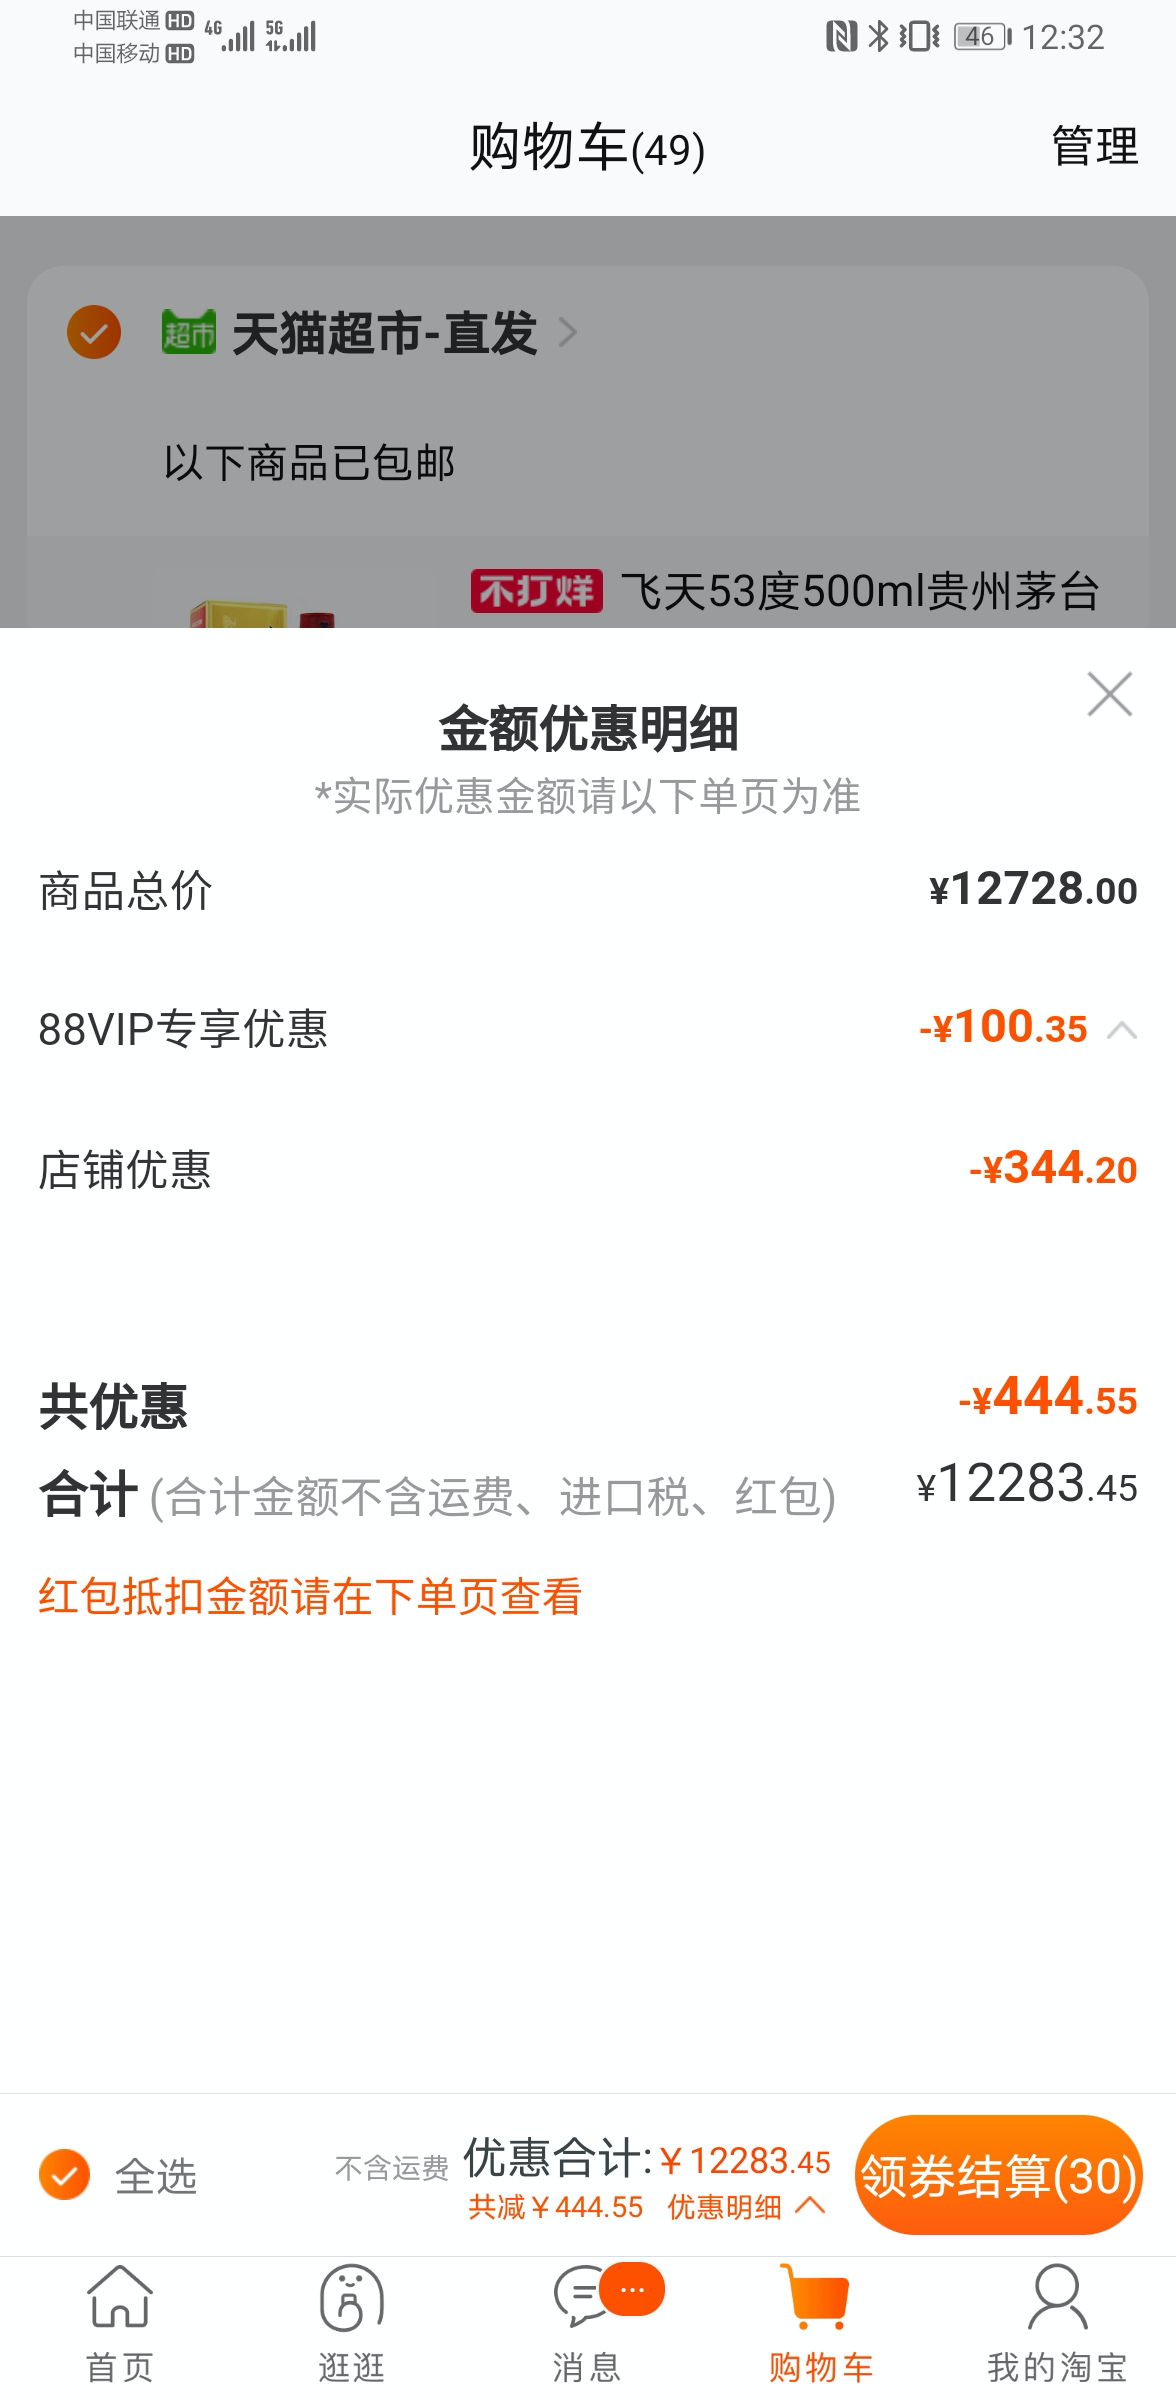 中国联通 HD 4G 5G 46 12:32
中国移动 HD
购物车(49) 管理
超市 天猫超市-直发
以下商品已包邮
不打烊 飞天53度500ml贵州茅台
金额优惠明细
*实际优惠金额请以下单页为准
商品总价 ¥12728.00
88VIP专享优惠 -¥100.35
店铺优惠 -¥344.20
共优惠 -¥444.55
合计 (合计金额不含运费、进口税、红包) ¥12283.45
红包抵扣金额请在下单页查看
全选 不含运费 优惠合计:￥12283.45 领券结算(30)
共减￥444.55 优惠明细
首页 逛逛 消息 购物车 我的淘宝